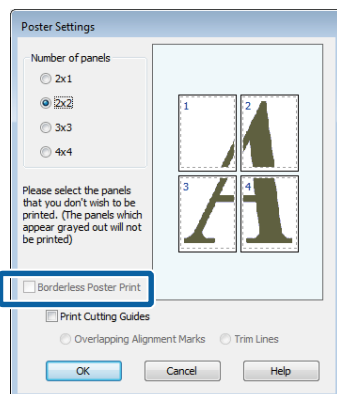 Poster Settings
Number of panels
2x1
2x2
3x3
4x4
1
2
3
4
A
Please select the panels
that you don't wish to be
printed. (The panels which
appear grayed out will not
be printed)
Borderless Poster Print
Print Cutting Guides
Overlapping Alignment Marks
Trim Lines
OK
Cancel
Help